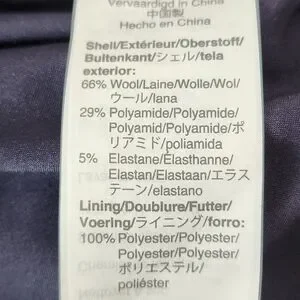 Vervaardigd in China
中国製
Hecho en China
Shell/Extérieur/Oberstoff/
Buitenkant/シェル/tela
exterior:
66% Wool/Laine/Wolle/Wol/
ウール/lana
29% Polyamide/Polyamide/
Polyamid/Polyamide/ポ
リアミド/poliamida
5% Elastane/Élasthanne/
Elastan/Elastaan/エラス
テーン/elastano
Lining/Doublure/Futter/
Voering/ライニング/forro:
100% Polyester/Polyester/
Polyester/Polyester/
ポリエステル/
poliéster